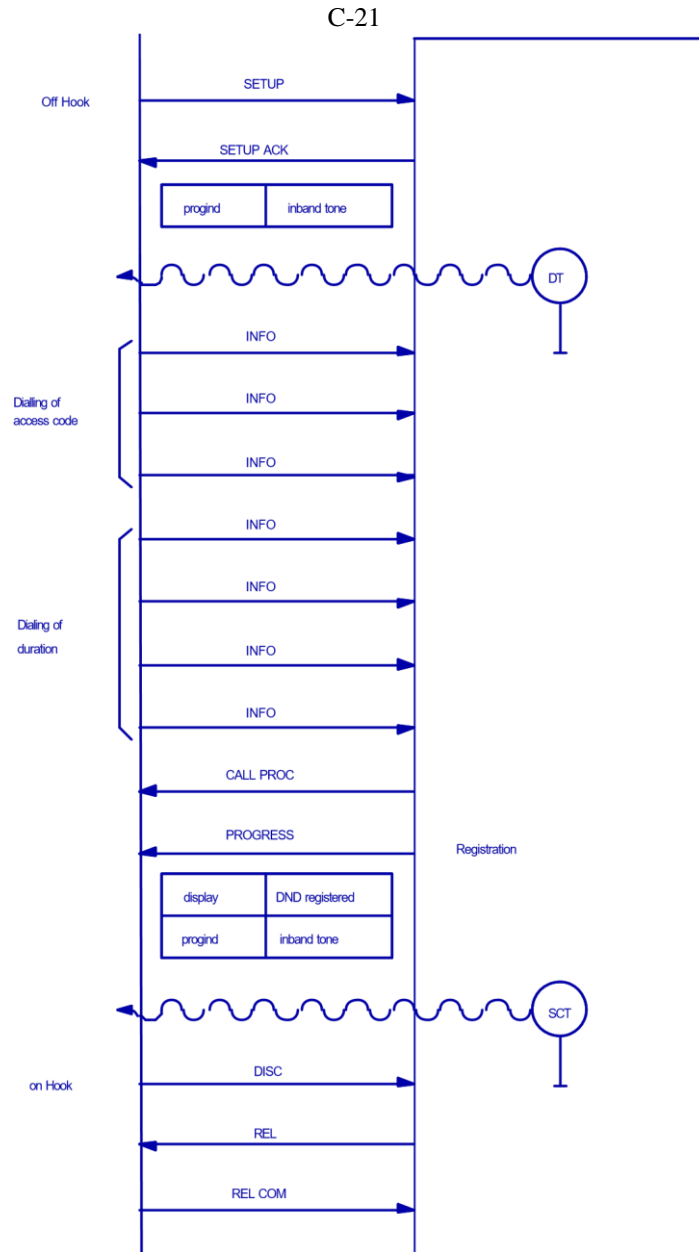 C-21
SETUP
Off Hook
SETUP ACK
progind inband tone
DT
INFO
INFO
Dialling of
access code
INFO
INFO
INFO
Dialing of
duration
INFO
INFO
CALL PROC
PROGRESS
Registration
display DND registered
progind inband tone
SCT
DISC
on Hook
REL
REL COM